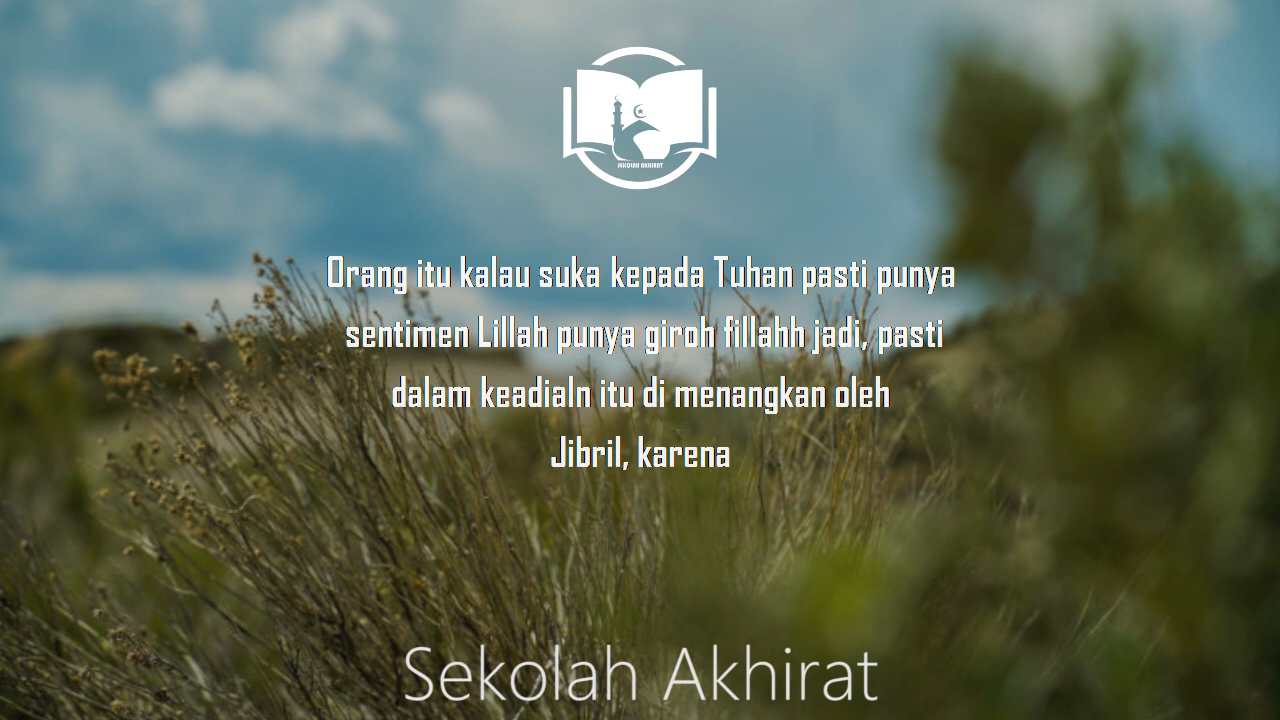 SEKOLAH AKHIRAT
Orang itu kalau suka kepada Tuhan pasti punya
sentimen Lillah punya giroh fillahh jadi, pasti
dalam keadialn itu di menangkan oleh
Jibril, karena
Sekolah Akhirat